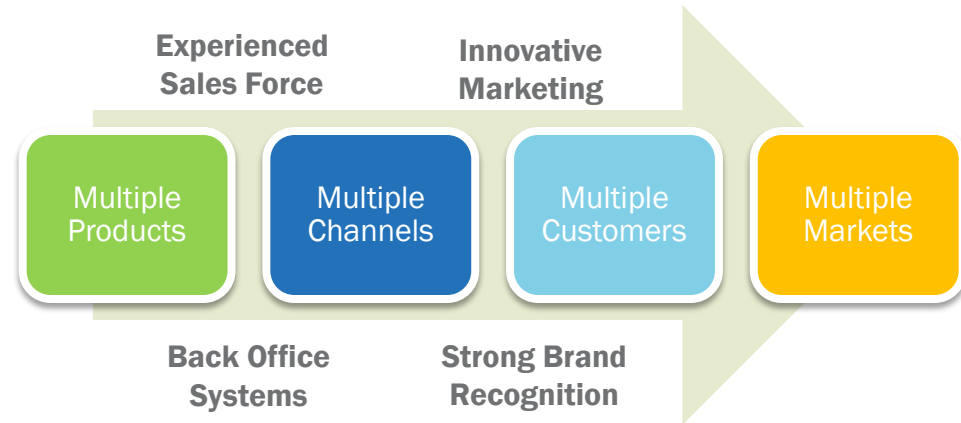 Experienced
Sales Force
Innovative
Marketing
Multiple
Products
Multiple
Channels
Multiple
Customers
Multiple
Markets
Back Office
Systems
Strong Brand
Recognition